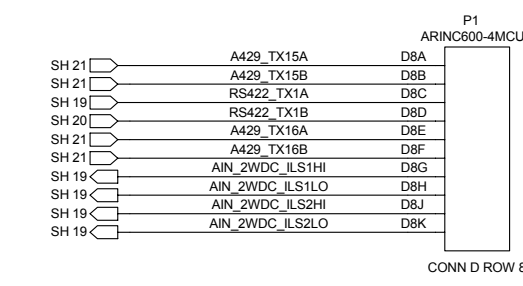 P1
ARINC600-4MCU
SH 21 A429_TX15A D8A
SH 21 A429_TX15B D8B
SH 19 RS422_TX1A D8C
SH 20 RS422_TX1B D8D
SH 21 A429_TX16A D8E
SH 21 A429_TX16B D8F
SH 19 AIN_2WDC_ILS1HI D8G
SH 19 AIN_2WDC_ILS1LO D8H
SH 19 AIN_2WDC_ILS2HI D8J
SH 19 AIN_2WDC_ILS2LO D8K
CONN D ROW 8